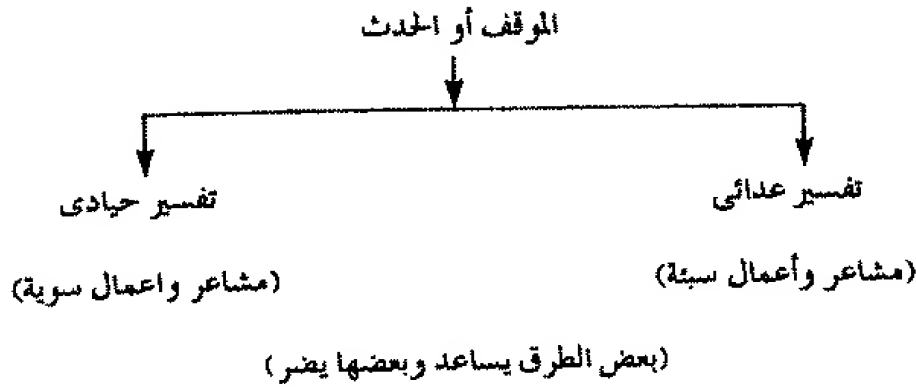 الموقف أو الحدث
تفسير عدائى
تفسير حيادى
(مشاعر وأعمال سيئة)
(مشاعر واعمال سوية)
(بعض الطرق يساعد وبعضها يضر)